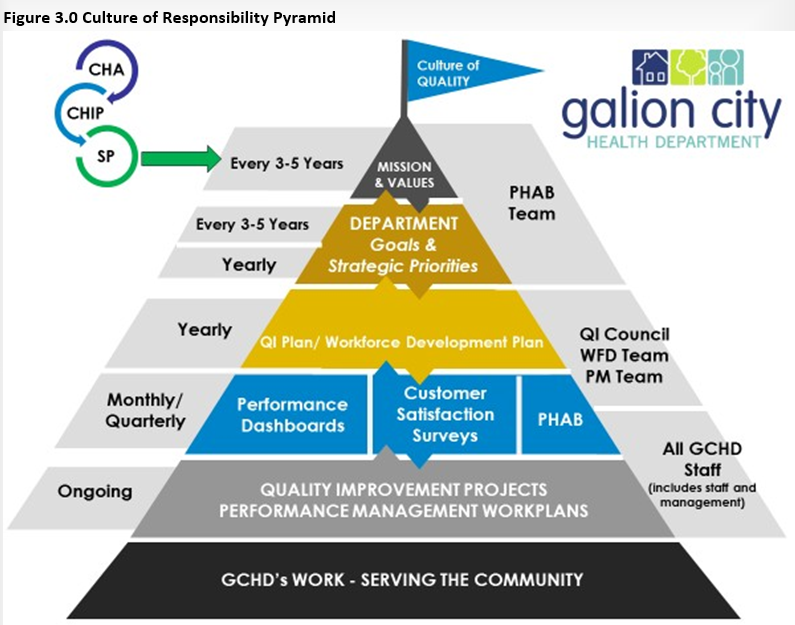 Figure 3.0 Culture of Responsibility Pyramid
CHA
CHIP
SP
Culture of
QUALITY
galion city
HEALTH DEPARTMENT
Every 3-5 Years
MISSION
& VALUES
PHAB
Team
Every 3-5 Years
Yearly
DEPARTMENT
Goals &
Strategic Priorities
Yearly
QI Plan/ Workforce Development Plan
QI Council
WFD Team
PM Team
Monthly/
Quarterly
Performance
Dashboards
Customer
Satisfaction
Surveys
PHAB
All GCHD
Staff
(includes staff and
management)
Ongoing
QUALITY IMPROVEMENT PROJECTS
PERFORMANCE MANAGEMENT WORKPLANS
GCHD's WORK - SERVING THE COMMUNITY